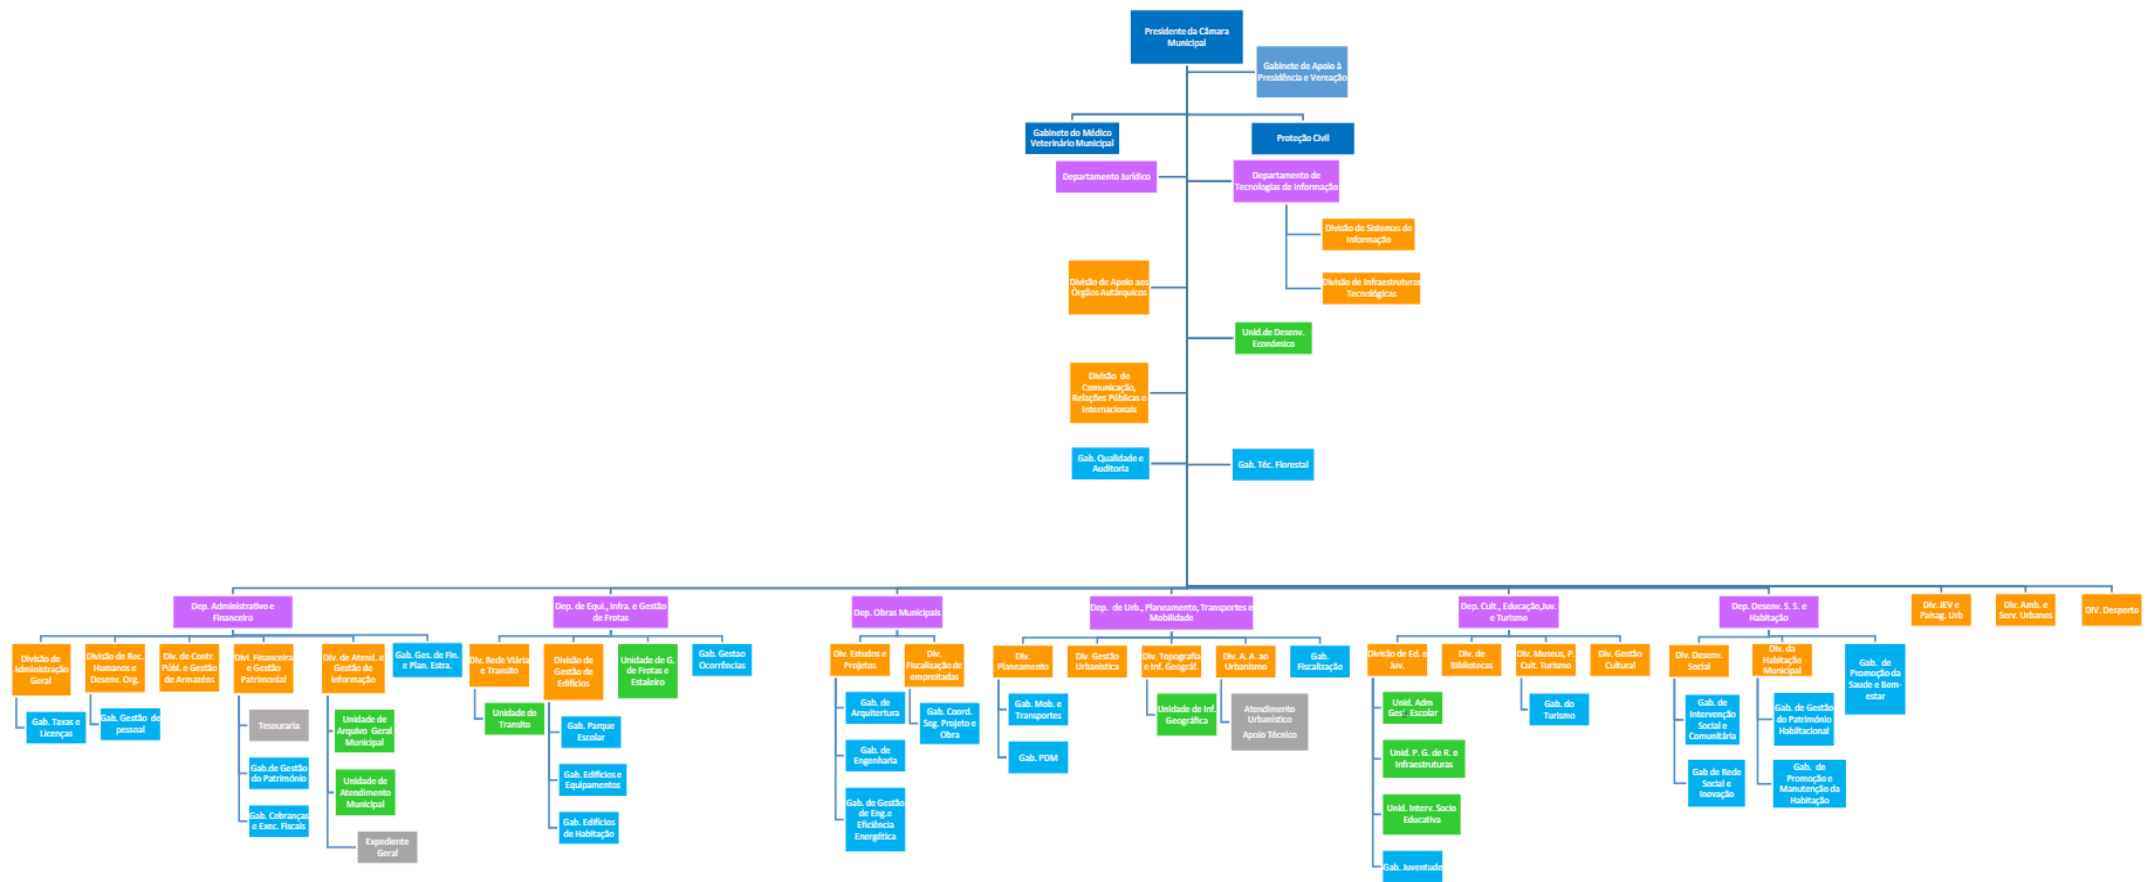 Presidente da Câmara
Municipal
Gabinete de Apoio à
Presidência e Vereação
Gabinete do Médico
Veterinário Municipal
Proteção Civil
Departamento Jurídico
Departamento de
Tecnologias de Informação
Divisão de Sistemas de
Informação
Divisão de Apoio aos
Órgãos Autárquicos
Divisão de Infraestruturas
Tecnológicas
Unid.de Desenv.
Económico
Divisão de
Comunicação,
Relações Públicas e
Internacionais
Gab. Qualidade e
Auditoria
Gab. Téc. Florestal
Dep. Administrativo e
Financeiro
Dep. de Equi., Infra. e Gestão
de Frotas
Dep. Obras Municipais
Dep. de Urb., Planeamento, Transportes e
Mobilidade
Dep. Cult., Educação,Juv.
e Turismo
Dep. Desenv. S. S. e
Habitação
Div. JEV e
Paisag. Urb
Div. Amb. e
Serv. Urbanos
DIV. Desporto
Divisão de
Administração
Geral
Gab. Taxas e
Licenças
Divisão de Rec.
Humanos e
Desenv. Org.
Gab. Gestão de
pessoal
Div. de Contr.
Públ. e Gestão
de Armazéns
Divi. Financeira
e Gestão
Patrimonial
Tesouraria
Gab.de Gestão
do Património
Gab. Cobranças
e Exec. Fiscais
Div. de Atend. e
Gestão de
Informação
Unidade de
Arquivo Geral
Municipal
Unidade de
Atendimento
Municipal
Expediente
Geral
Gab. Ges. de Fin.
e Plan. Estra.
Div. Rede Viária
e Transito
Unidade de
Transito
Divisão de
Gestão de
Edifícios
Gab. Parque
Escolar
Gab. Edificios e
Equipamentos
Gab. Edifícios
de Habitação
Unidade de G.
de Frotas e
Estaleiro
Gab. Gestao
Ocorrências
Div. Estudos e
Projetos
Gab. de
Arquitertura
Gab. de
Engenharia
Gab. de Gestão
de Eng.e
Eficiência
Energética
Div.
Fiscalização de
empreitadas
Gab. Coord.
Seg. Projeto e
Obra
Div.
Planeamento
Gab. Mob. e
Transportes
Gab. PDM
Div. Gestão
Urbanistica
Div. Topografia
e Inf. Geográf.
Unidade de Inf.
Geográfica
Div. A. A. ao
Urbanismo
Atendimento
Urbanístico
Apoio Técnico
Gab.
Fiscalização
Divisão de Ed. e
Juv.
Unid. Adm
Ges. Escolar
Unid. P. G. de R. e
Infraestruturas
Unid. Interv. Socio
Educativa
Gab. Juventude
Div. de
Bibliotecas
Div. Museus, P.
Cult. Turismo
Gab. do
Turismo
Div. Gestão
Cultural
Div. Desenv.
Social
Gab. de
Intervenção
Social e
Comunitária
Gab de Rede
Social e
Inovação
Div. da
Habitação
Municipal
Gab. de Gestão
do Património
Habiltacional
Gab. de
Promoção e
Manutenção da
Habitação
Gab. de
Promoção da
Saude e Bem-
estar